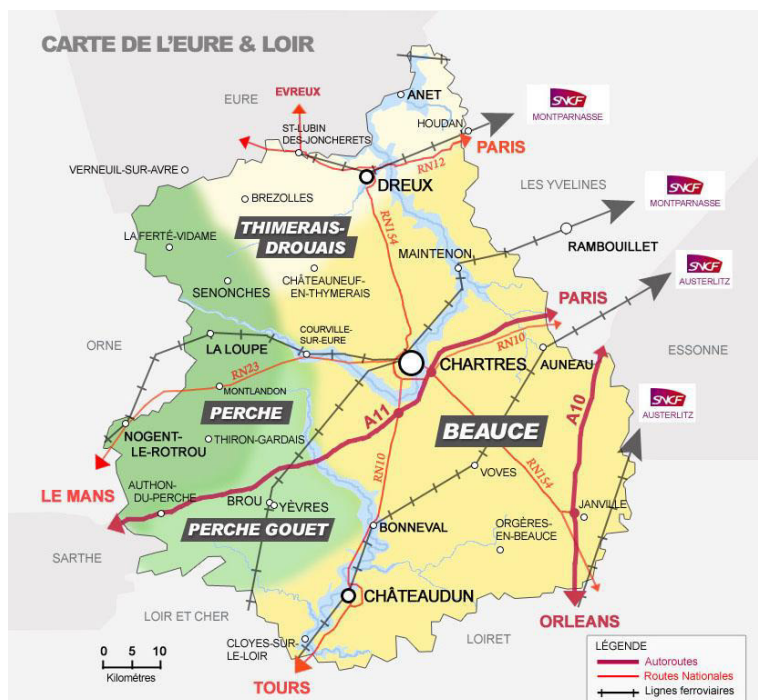 CARTE DE L'EURE & LOIR
EURE
EVREUX
ANET
SNCF
MONTPARNASSE
ST-LUBIN
DES-JONCHERETS
HOUDAN
PARIS
VERNEUIL-SUR-AVRE
RN12
DREUX
BREZOLLES
LES YVELINES
SNCF
MONTPARNASSE
THIMERAIS-
DROUAIS
RN154
LA FERTÉ-VIDAME
RAMBOUILLET
MAINTENON
SNCF
AUSTERLITZ
SENONCHES
CHÂTEAUNEUF-
EN-THYMERAIS
PARIS
ORNE
LA LOUPE
COURVILLE-
SUR-EURE
RN10
CHARTRES
AUNEAU
ESSONNE
RN23
MONTLANDON
SNCF
AUSTERLITZ
PERCHE
A11
A10
NOGENT-
LE-ROTROU
THIRON-GARDAIS
BEAUCE
LE MANS
RN10
VOVES
RN154
AUTHON-
DU-PERCHE
BROU
YÈVRES
JANVILLE
PERCHE GOUET
BONNEVAL
ORGÈRES-
EN-BEAUCE
SARTHE
CHÂTEAUDUN
LOIR ET CHER
ORLEANS
CLOYES-SUR-
LE-LOIR
LOIRET
0 5 10
Kilométres
TOURS
LÉGENDE
Autoroutes
Routes Nationales
Lignes ferroviaires